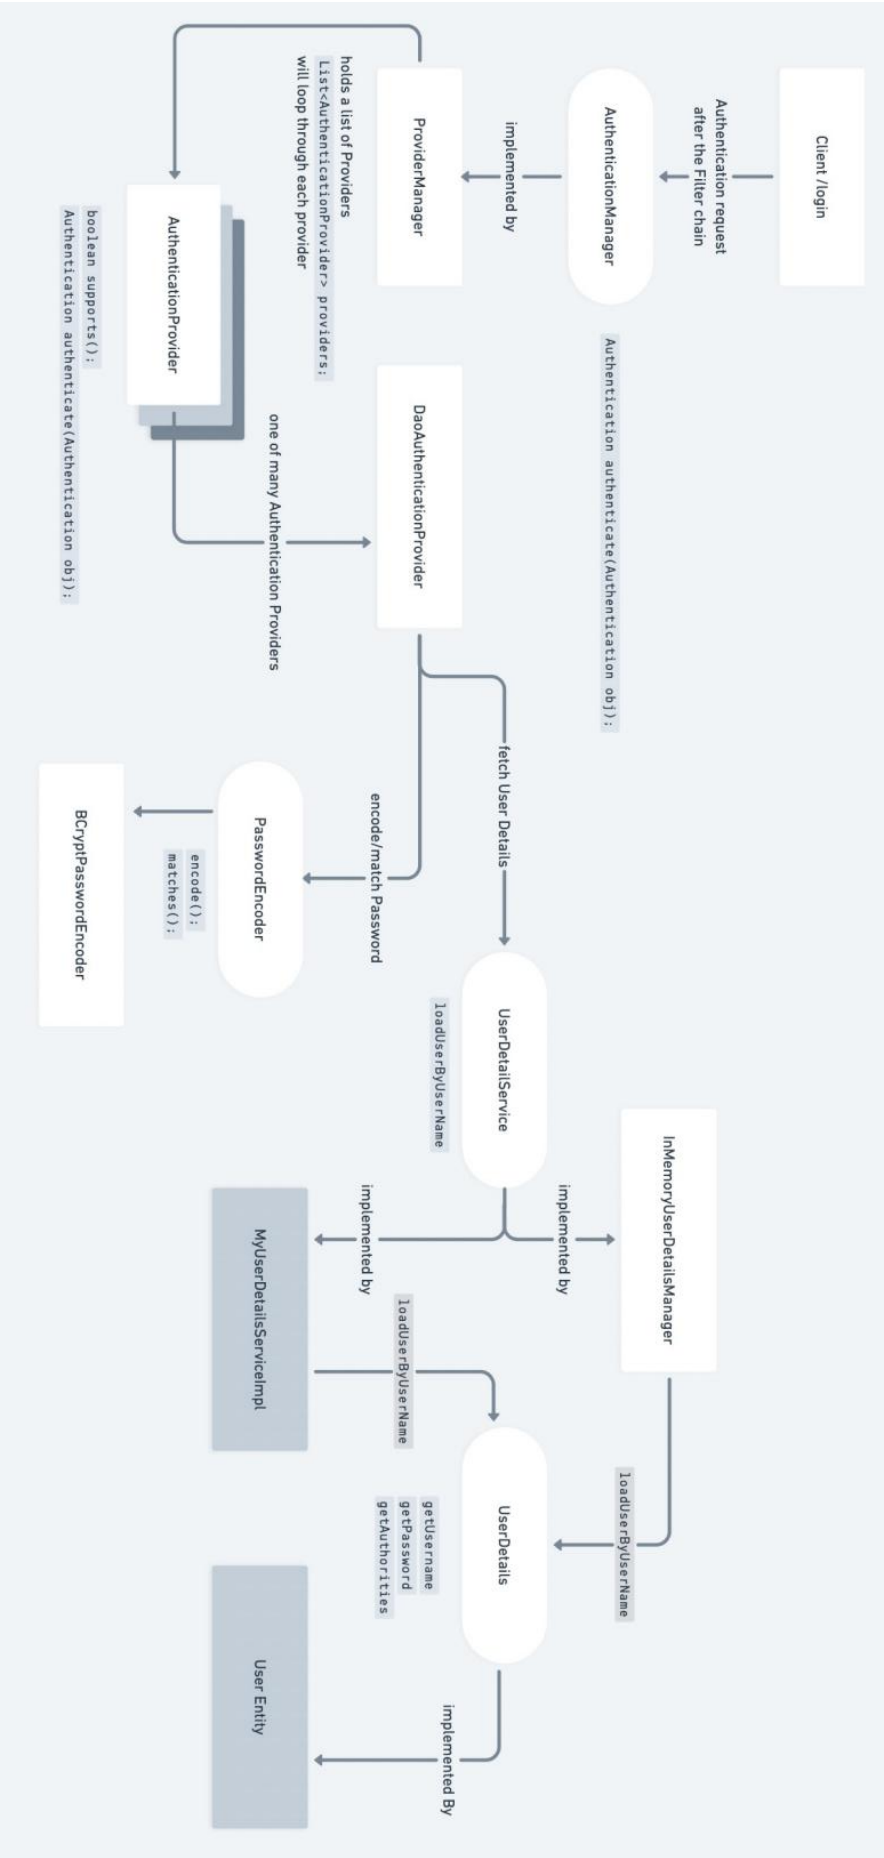 Client /login
Authentication request
after the Filter chain
AuthenticationManager
Authentication authenticate(Authentication obj);
implemented by
ProviderManager
holds a list of Providers
List<AuthenticationProvider> providers;
will loop through each provider
AuthenticationProvider
boolean supports();
Authentication authenticate(Authentication obj);
one of many Authentication Providers
DaoAuthenticationProvider
fetch User Details
encode/match Password
PasswordEncoder
encode();
matches();
BCryptPasswordEncoder
UserDetailService
loadUserByUserName
implemented by
InMemoryUserDetailsManager
implemented by
MyUserDetailsServiceImpl
loadUserByUserName
loadUserByUserName
UserDetails
getUsername
getPassword
getAuthorities
implemented By
User Entity